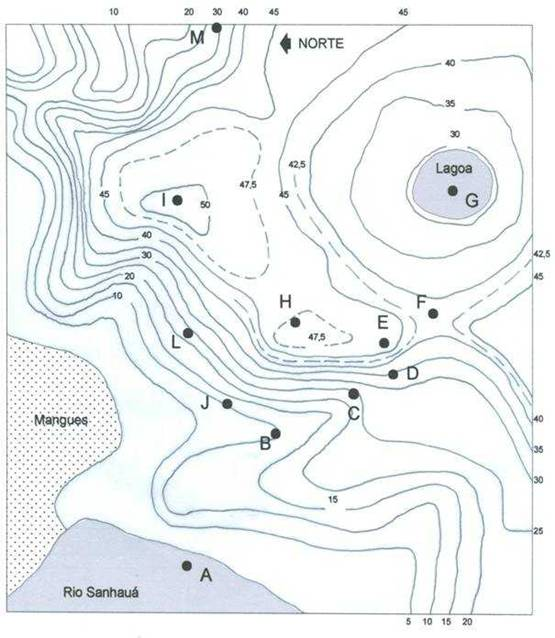 10 20 30 40 45 45
M
NORTE
40
35
30
Lagoa
G
42,5
47,5
45
45
I
50
40
30
20
10
42,5
45
H
F
E
47,5
L
D
C
J
B
Mangues
40
35
30
15
25
A
Rio Sanhauá
5 10 15 20